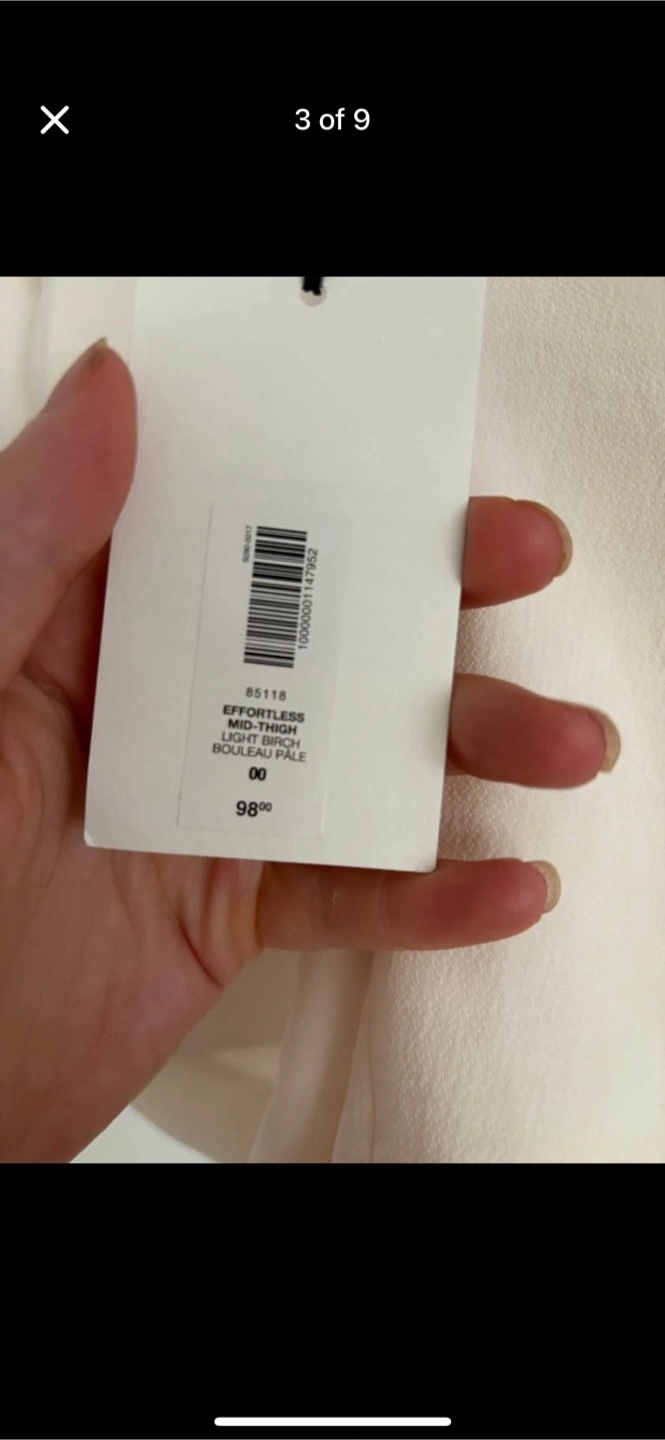 3 of 9
10000001147952
85118
EFFORTLESS
MID-THIGH
LIGHT BIRCH
BOULEAU PÂLE
00
98⁰⁰